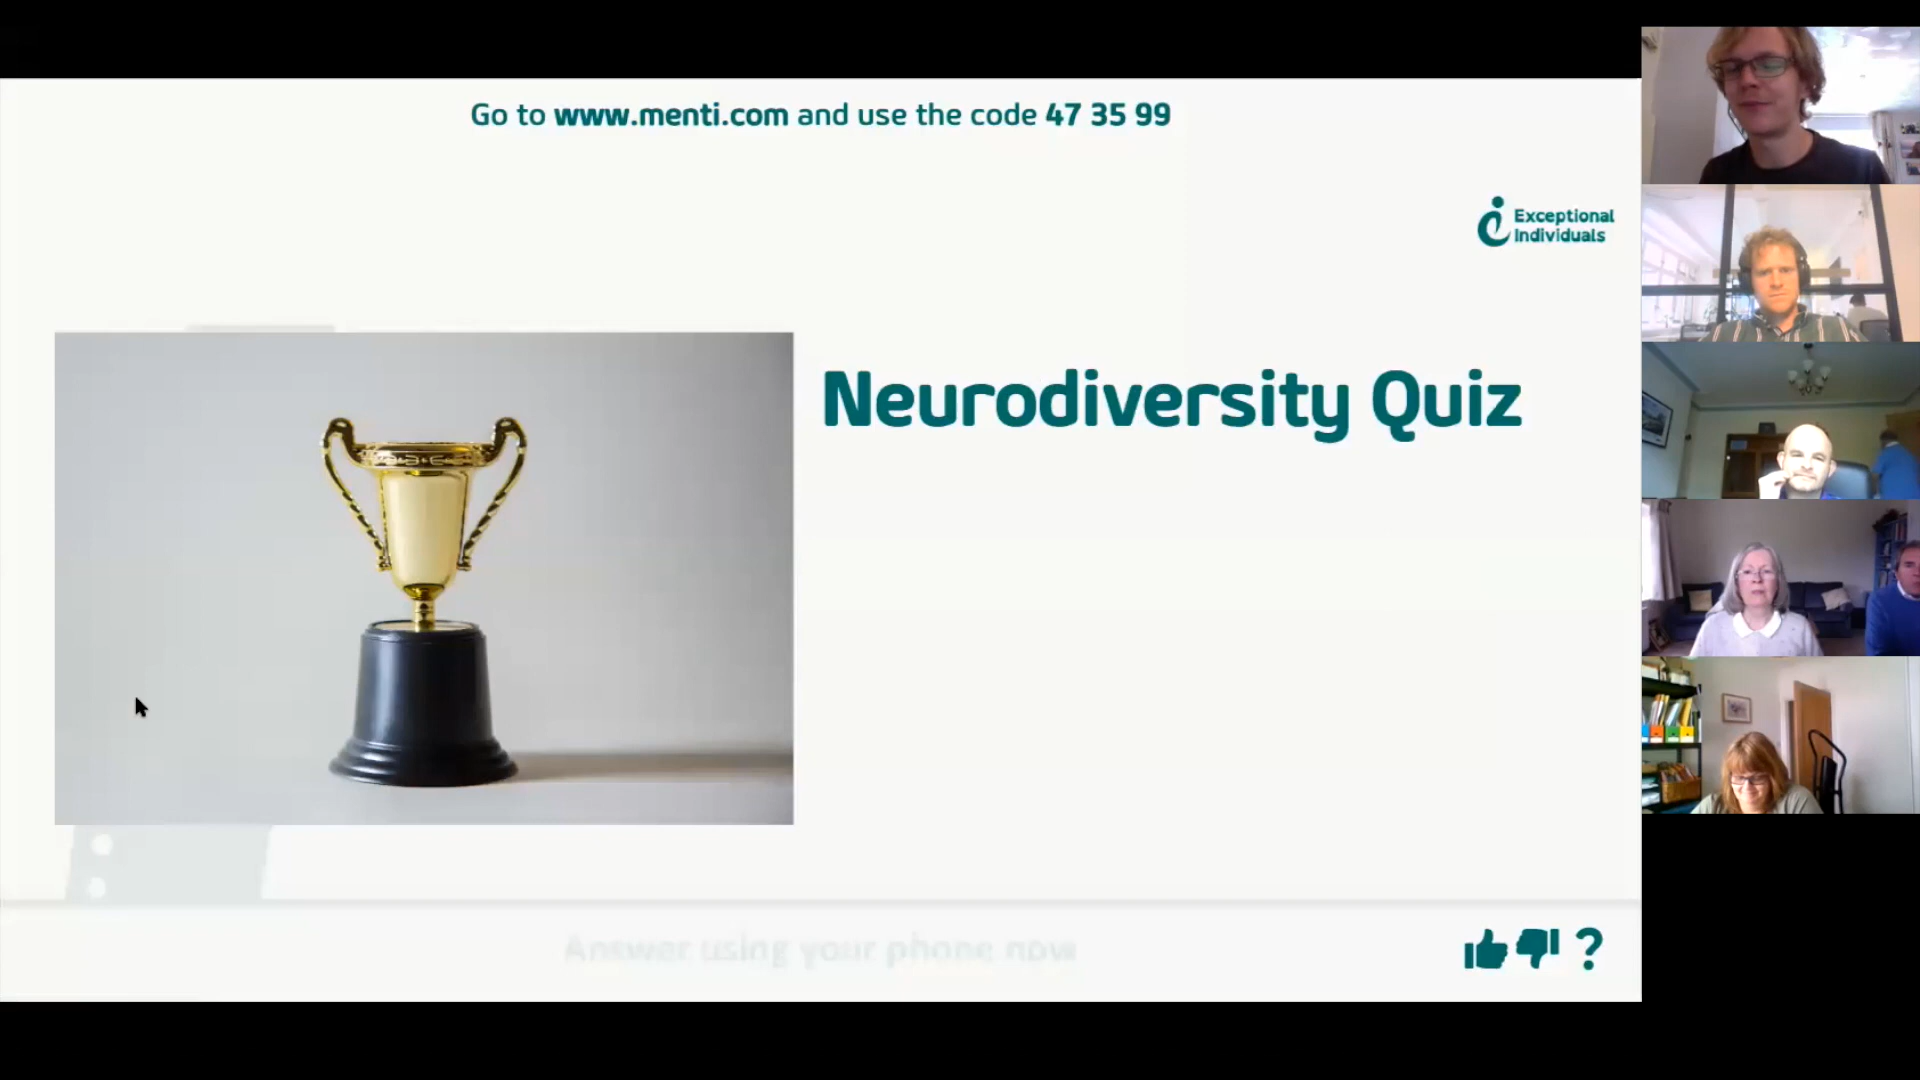 Go to www.menti.com and use the code 47 35 99
Exceptional
Individuals
Neurodiversity Quiz
Answer using your phone now
?